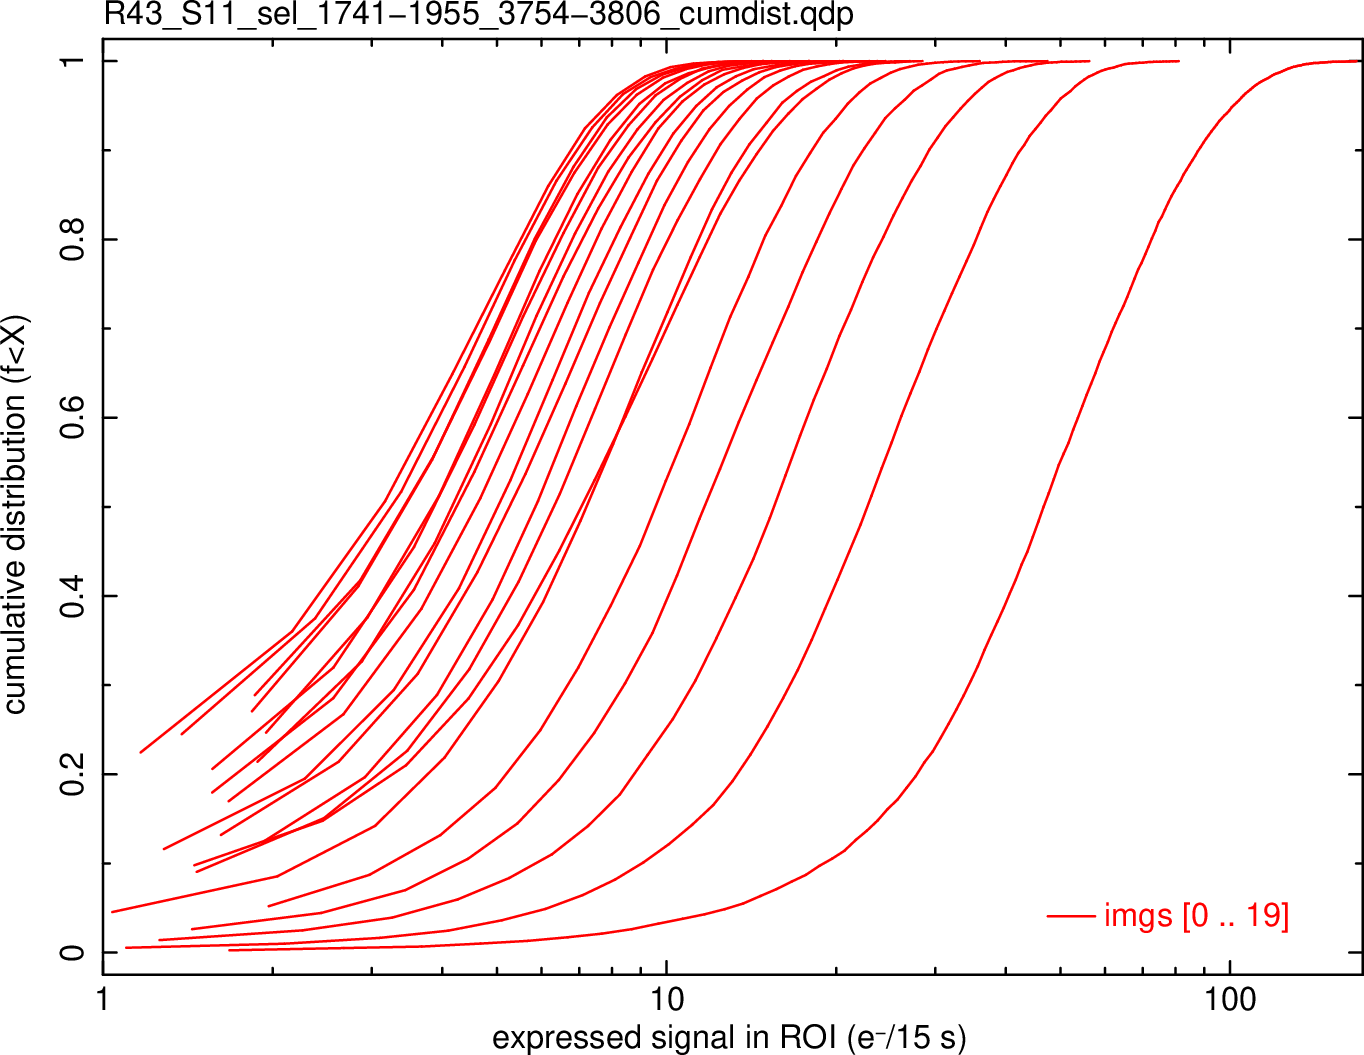 R43_S11_sel_1741−1955_3754−3806_cumdist.qdp
1
0.8
0.6
0.4
0.2
0
cumulative distribution (f<X)
imgs [0 .. 19]
1
10
100
expressed signal in ROI (e⁻/15 s)